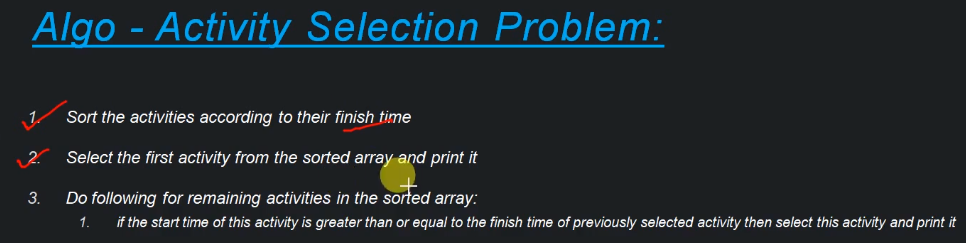 Algo - Activity Selection Problem:
1. Sort the activities according to their finish time
2. Select the first activity from the sorted array and print it
3. Do following for remaining activities in the sorted array:
1. if the start time of this activity is greater than or equal to the finish time of previously selected activity then select this activity and print it